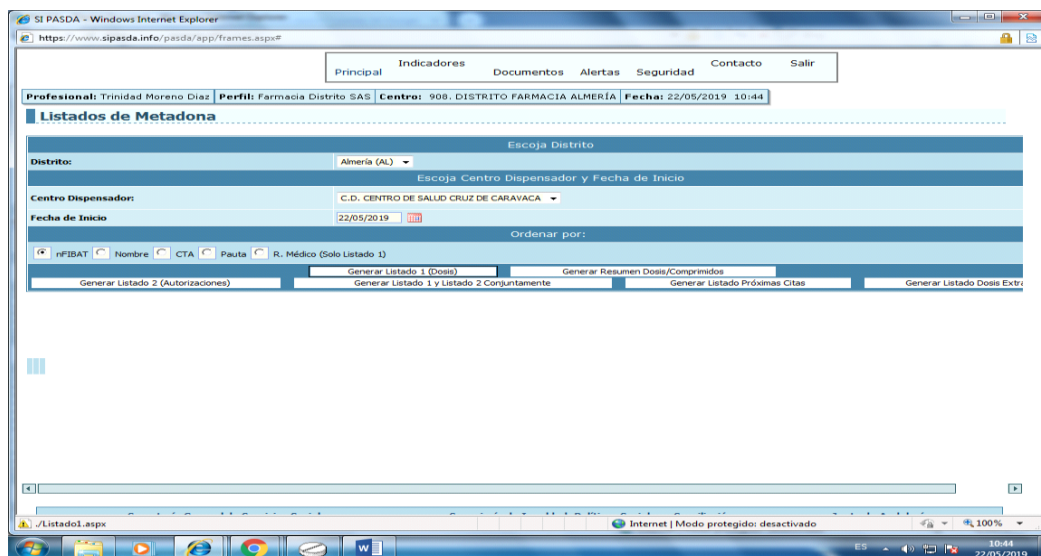 SI PASDA - Windows Internet Explorer
https://www.sipasda.info/pasda/app/frames.aspx#
Principal Indicadores Documentos Alertas Seguridad Contacto Salir
Profesional: Trinidad Moreno Diaz Perfil: Farmacia Distrito SAS Centro: 908. DISTRITO FARMACIA ALMERÍA Fecha: 22/05/2019 10:44
Listados de Metadona
Escoja Distrito
Distrito: Almería (AL)
Escoja Centro Dispensador y Fecha de Inicio
Centro Dispensador: C.D. CENTRO DE SALUD CRUZ DE CARAVACA
Fecha de Inicio 22/05/2019
Ordenar por:
nFIBAT Nombre CTA Pauta R. Médico (Solo Listado 1)
Generar Listado 1 (Dosis) Generar Resumen Dosis/Comprimidos
Generar Listado 2 (Autorizaciones) Generar Listado 1 y Listado 2 Conjuntamente Generar Listado Próximas Citas Generar Listado Dosis Extra
./Listado1.aspx Internet | Modo protegido: desactivado 100%
ES 10:44
22/05/2019